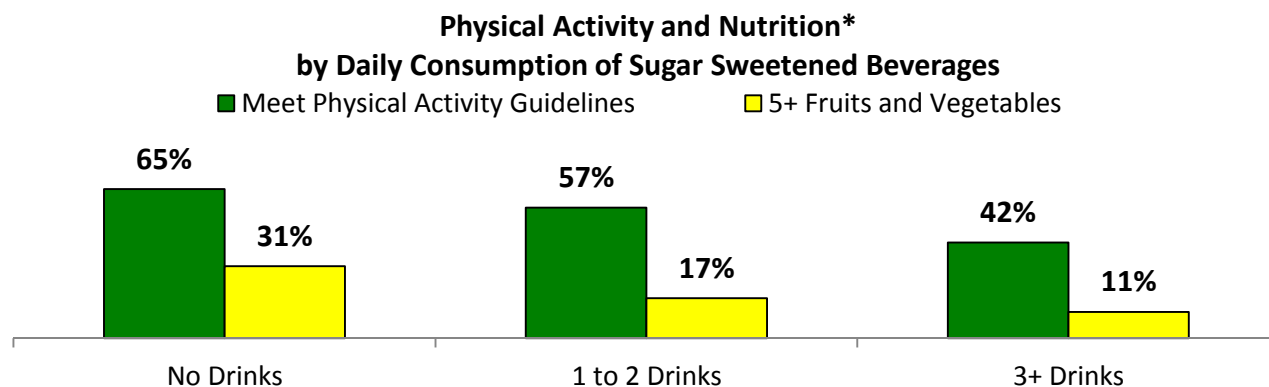 Physical Activity and Nutrition*
by Daily Consumption of Sugar Sweetened Beverages
Meet Physical Activity Guidelines 5+ Fruits and Vegetables
65%
31%
57%
17%
42%
11%
No Drinks 1 to 2 Drinks 3+ Drinks